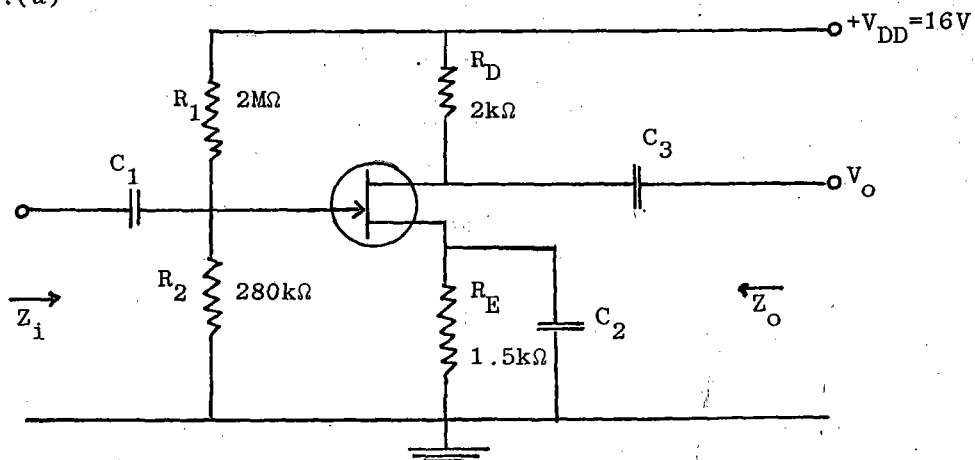 .(a)
+V_DD=16V
R_D
2kΩ
R_1
2MΩ
C_1
C_3
V_o
R_2
280kΩ
R_E
1.5kΩ
C_2
Z_i
Z_o